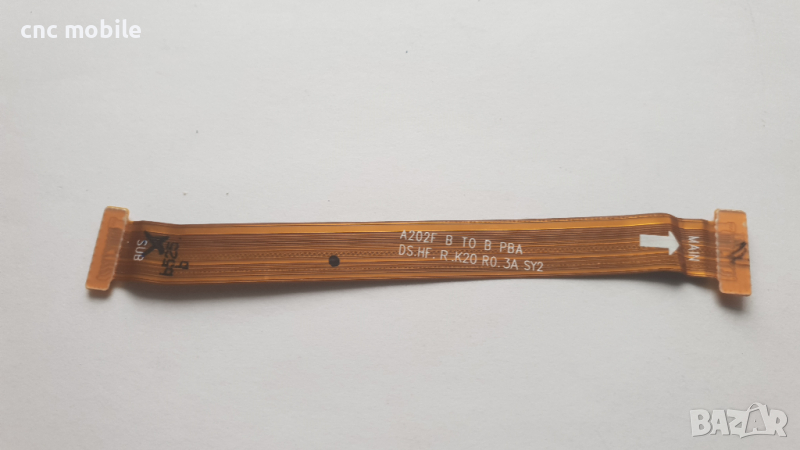 cnc mobile
A202F B TO B PBA
DS.HF.R.K20 R0.3A SY2
MAIN
SUB
BAZAR